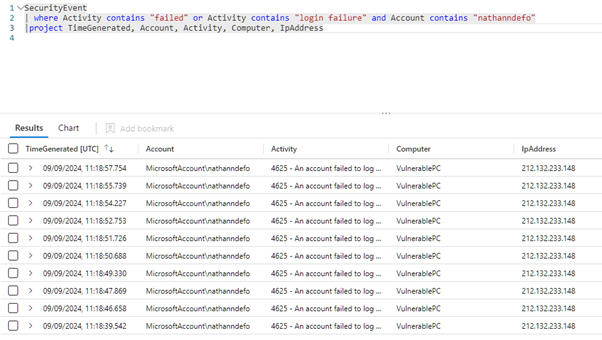 1 SecurityEvent
2 | where Activity contains "failed" or Activity contains "login failure" and Account contains "nathanndefo"
3 |project TimeGenerated, Account, Activity, Computer, IpAddress
4
Results Chart Add bookmark
TimeGenerated [UTC] Account Activity Computer IpAddress
09/09/2024, 11:18:57.754 MicrosoftAccount\nathanndefo 4625 - An account failed to log ... VulnerablePC 212.132.233.148
09/09/2024, 11:18:55.739 MicrosoftAccount\nathanndefo 4625 - An account failed to log ... VulnerablePC 212.132.233.148
09/09/2024, 11:18:54.227 MicrosoftAccount\nathanndefo 4625 - An account failed to log ... VulnerablePC 212.132.233.148
09/09/2024, 11:18:52.753 MicrosoftAccount\nathanndefo 4625 - An account failed to log ... VulnerablePC 212.132.233.148
09/09/2024, 11:18:51.726 MicrosoftAccount\nathanndefo 4625 - An account failed to log ... VulnerablePC 212.132.233.148
09/09/2024, 11:18:50.688 MicrosoftAccount\nathanndefo 4625 - An account failed to log ... VulnerablePC 212.132.233.148
09/09/2024, 11:18:49.330 MicrosoftAccount\nathanndefo 4625 - An account failed to log ... VulnerablePC 212.132.233.148
09/09/2024, 11:18:47.869 MicrosoftAccount\nathanndefo 4625 - An account failed to log ... VulnerablePC 212.132.233.148
09/09/2024, 11:18:46.658 MicrosoftAccount\nathanndefo 4625 - An account failed to log ... VulnerablePC 212.132.233.148
09/09/2024, 11:18:39.542 MicrosoftAccount\nathanndefo 4625 - An account failed to log ... VulnerablePC 212.132.233.148